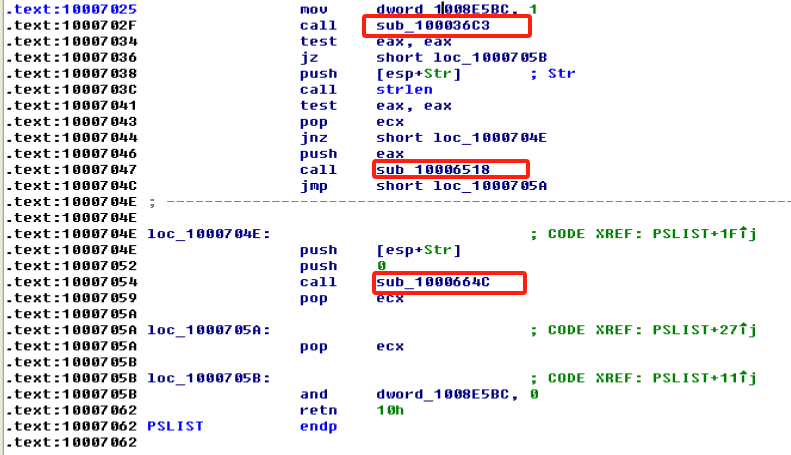 .text:10007025                 mov     dword_1008E5BC, 1
.text:1000702F                 call    sub_100036C3
.text:10007034                 test    eax, eax
.text:10007036                 jz      short loc_1000705B
.text:10007038                 push    [esp+Str]       ; Str
.text:1000703C                 call    strlen
.text:10007041                 test    eax, eax
.text:10007043                 pop     ecx
.text:10007044                 jnz     short loc_1000704E
.text:10007046                 push    eax
.text:10007047                 call    sub_10006518
.text:1000704C                 jmp     short loc_1000705A
.text:1000704E ; ---------------------------------------------------------------------------
.text:1000704E
.text:1000704E loc_1000704E:                           ; CODE XREF: PSLIST+1F↑j
.text:1000704E                 push    [esp+Str]
.text:10007052                 push    0
.text:10007054                 call    sub_1000664C
.text:10007059                 pop     ecx
.text:1000705A
.text:1000705A loc_1000705A:                           ; CODE XREF: PSLIST+27↑j
.text:1000705A                 pop     ecx
.text:1000705B
.text:1000705B loc_1000705B:                           ; CODE XREF: PSLIST+11↑j
.text:1000705B                 and     dword_1008E5BC, 0
.text:10007062                 retn    10h
.text:10007062 PSLIST          endp
.text:10007062